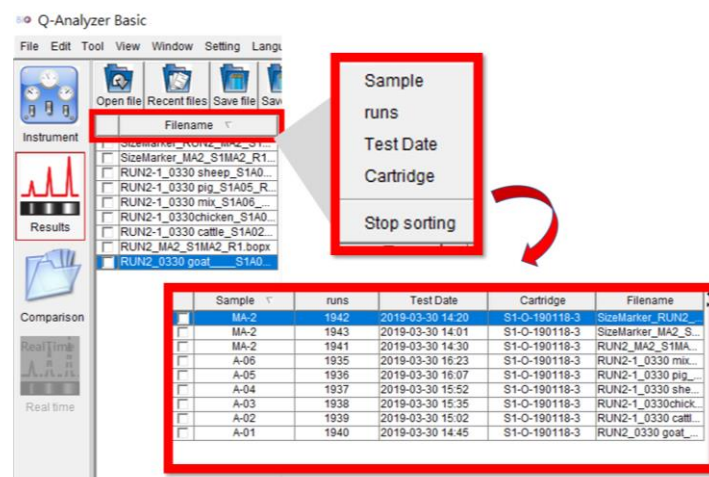 Q-Analyzer Basic
File Edit Tool View Window Setting Langu
Open file Recent files Save file Sav
Instrument
Results
Comparison
RealTime
Real time
Filename
SizeMarker_RUN2_MA2_S1...
SizeMarker_MA2_S1MA2_R1...
RUN2-1_0330 sheep_S1A0...
RUN2-1_0330 pig_S1A05_R...
RUN2-1_0330 mix_S1A06_...
RUN2-1_0330chicken_S1A0...
RUN2-1_0330 cattle_S1A02...
RUN2_MA2_S1MA2_R1.bopx
RUN2_0330 goat____S1A0...
Sample
runs
Test Date
Cartridge
Stop sorting
Sample runs Test Date Cartridge Filename
MA-2 1942 2019-03-30 14:20 S1-O-190118-3 SizeMarker_RUN2_...
MA-2 1943 2019-03-30 14:01 S1-O-190118-3 SizeMarker_MA2_S...
MA-2 1941 2019-03-30 14:30 S1-O-190118-3 RUN2_MA2_S1MA...
A-06 1935 2019-03-30 16:23 S1-O-190118-3 RUN2-1_0330 mix...
A-05 1936 2019-03-30 16:07 S1-O-190118-3 RUN2-1_0330 pig_...
A-04 1937 2019-03-30 15:52 S1-O-190118-3 RUN2-1_0330 she...
A-03 1938 2019-03-30 15:35 S1-O-190118-3 RUN2-1_0330chick...
A-02 1939 2019-03-30 15:02 S1-O-190118-3 RUN2-1_0330 cattl...
A-01 1940 2019-03-30 14:45 S1-O-190118-3 RUN2_0330 goat_...